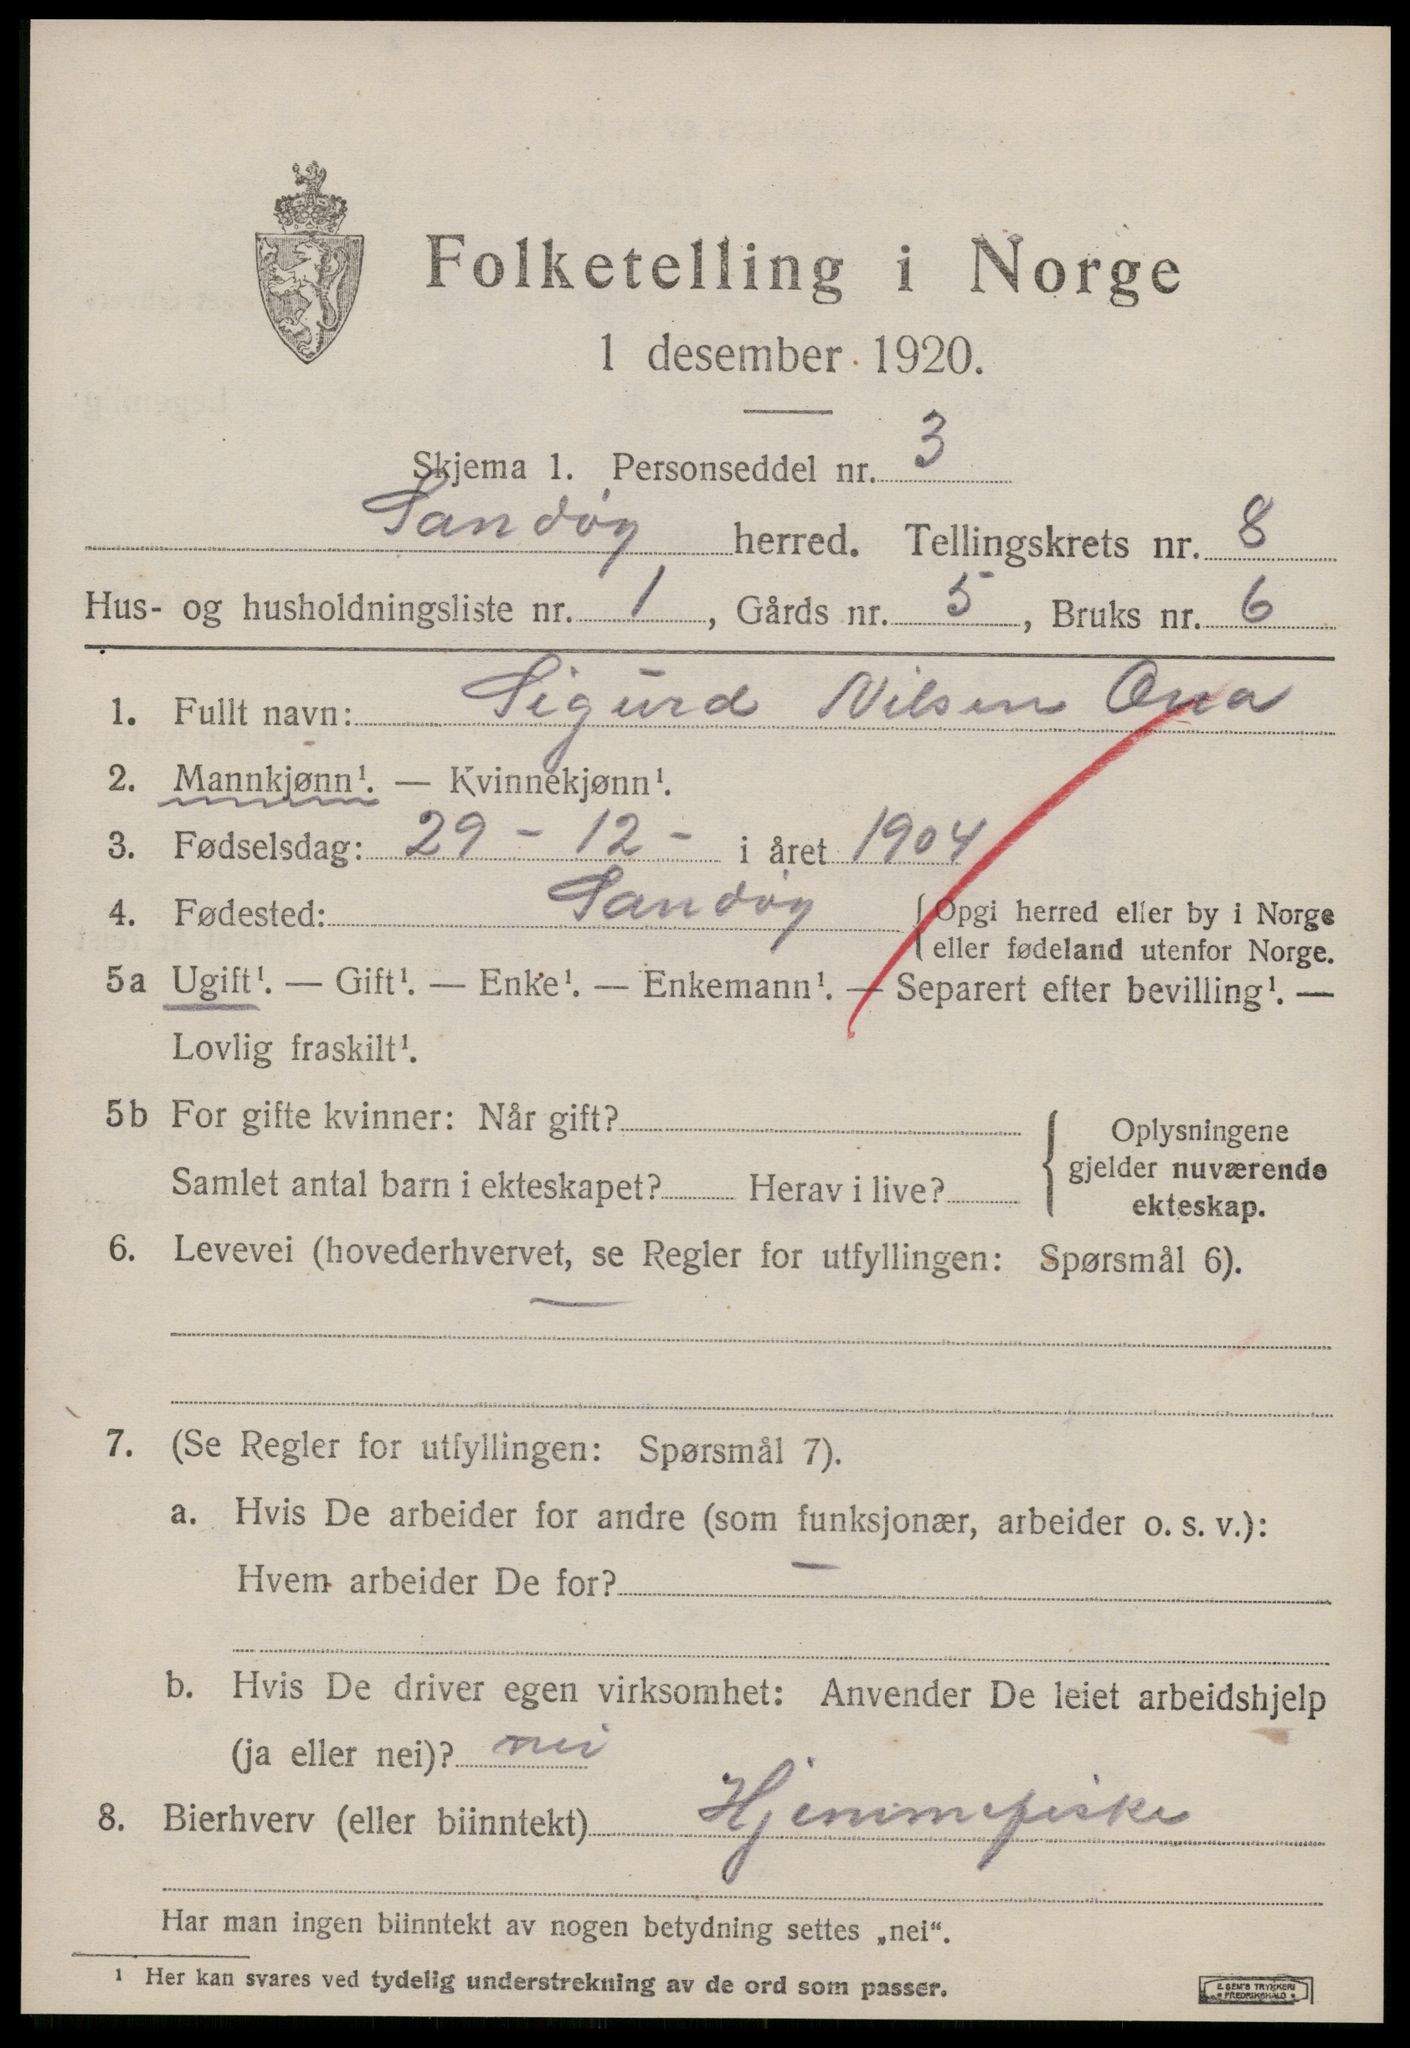 Folketelling i Norge
1 desember 1920.
Skjema 1. Personseddel nr. 3
Sandøy herred. Tellingskrets nr. 8
Hus- og husholdningsliste nr. 1, Gårds nr. 5, Bruks nr. 6
1. Fullt navn: Sigurd Nilsen Ona
2. Mannkjønn¹. — Kvinnekjønn¹.
3. Fødselsdag: 29 - 12 - i året 1904
4. Fødested: Sandøy {Opgi herred eller by i Norge
eller fødeland utenfor Norge.
5a Ugift¹. — Gift¹. — Enke¹. — Enkemann¹. — Separert efter bevilling¹. —
Lovlig fraskilt¹.
5b For gifte kvinner: Når gift?
Samlet antal barn i ekteskapet? Herav i live?
Oplysningene
gjelder nuværende
ekteskap.
6. Levevei (hovederhvervet, se Regler for utfyllingen: Spørsmål 6).
—
7. (Se Regler for utfyllingen: Spørsmål 7).
a. Hvis De arbeider for andre (som funksjonær, arbeider o. s. v.):
Hvem arbeider De for? —
b. Hvis De driver egen virksomhet: Anvender De leiet arbeidshjelp
(ja eller nei)? nei
8. Bierhverv (eller biinntekt) Hjemmefiske
Har man ingen biinntekt av nogen betydning settes „nei“.
¹ Her kan svares ved tydelig understrekning av de ord som passer.
E. SEM'S TRYKKERI
FREDRIKSHALD